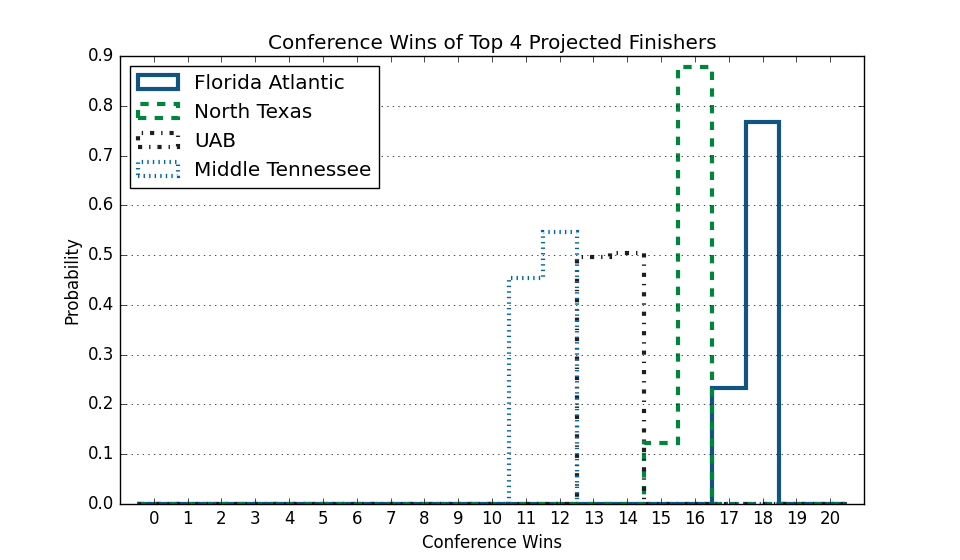 Conference Wins of Top 4 Projected Finishers
Florida Atlantic
North Texas
UAB
Middle Tennessee
0.9
0.8
0.7
0.6
0.5
0.4
0.3
0.2
0.1
0.0
Probability
0 1 2 3 4 5 6 7 8 9 10 11 12 13 14 15 16 17 18 19 20
Conference Wins